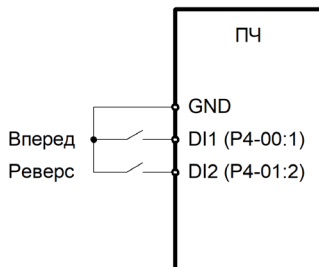 ПЧ
GND
Вперед DI1 (P4-00:1)
Реверс DI2 (P4-01:2)